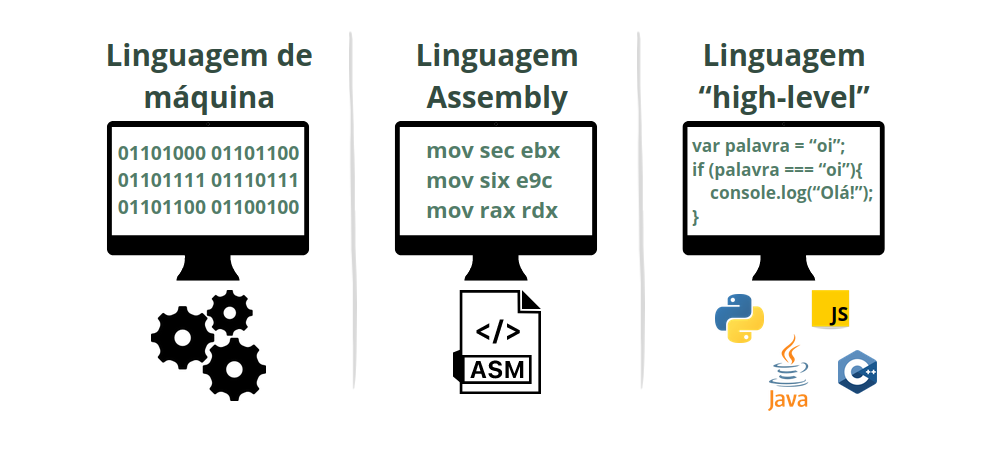 Linguagem de
máquina
01101000 01101100
01101111 01110111
01101100 01100100
Linguagem
Assembly
mov sec ebx
mov six e9c
mov rax rdx
</>
ASM
Linguagem
“high-level”
var palavra = “oi”;
if (palavra === “oi”){
console.log(“Olá!”);
}
JS
Java
C++